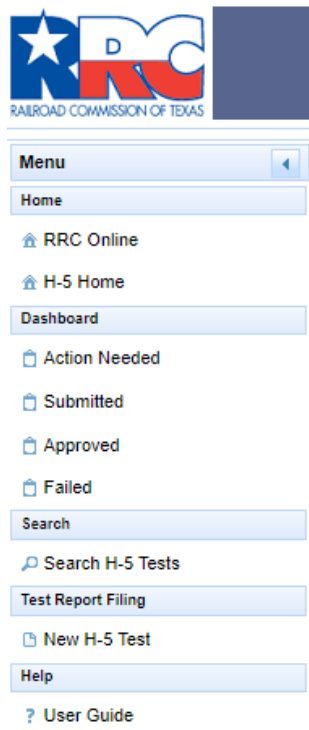 RRC
RAILROAD COMMISSION OF TEXAS
Menu
Home
RRC Online
H-5 Home
Dashboard
Action Needed
Submitted
Approved
Failed
Search
Search H-5 Tests
Test Report Filing
New H-5 Test
Help
? User Guide